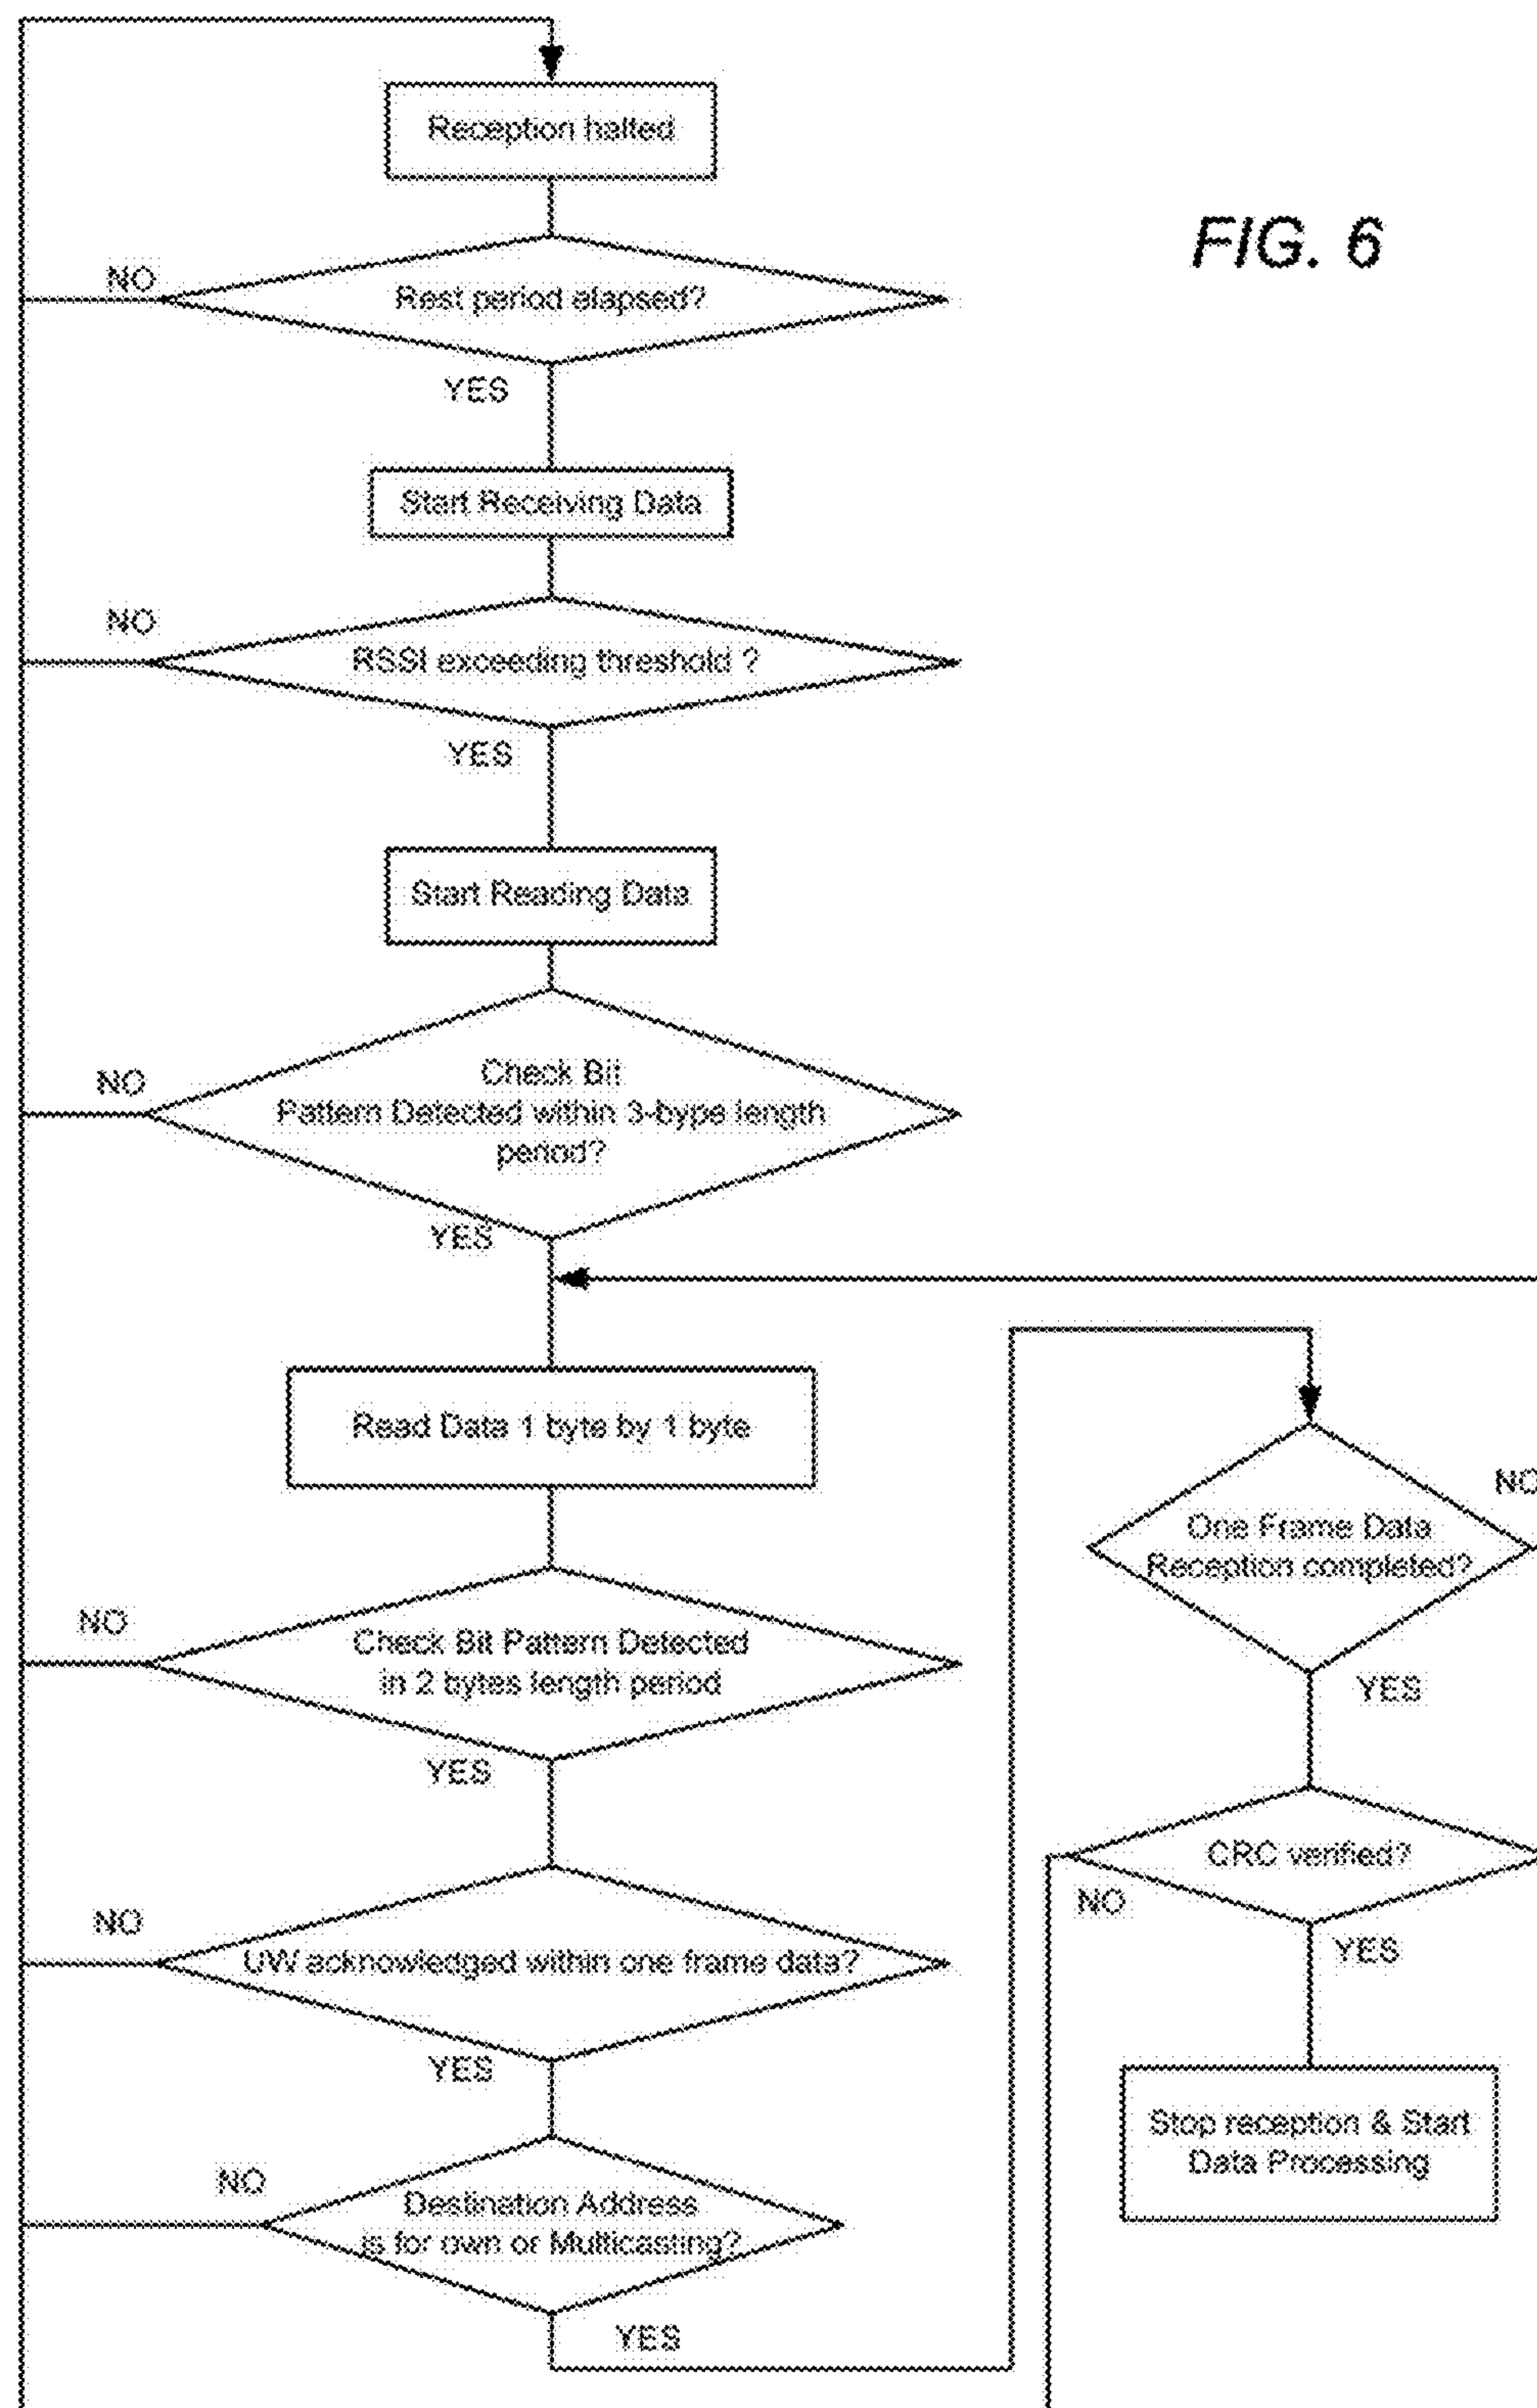 Reception halted
FIG. 6
NO
Rest period elapsed?
YES
Start Receiving Data
NO
RSSI exceeding threshold ?
YES
Start Reading Data
NO
Check Bit
Pattern Detected within 3-bype length
period?
YES
Read Data 1 byte by 1 byte
NO
Check Bit Pattern Detected
in 2 bytes length period
YES
NO
UW acknowledged within one frame data?
YES
NO
Destination Address
is for own or Multicasting?
YES
NO
One Frame Data
Reception completed?
YES
CRC verified?
NO
YES
Stop reception & Start
Data Processing